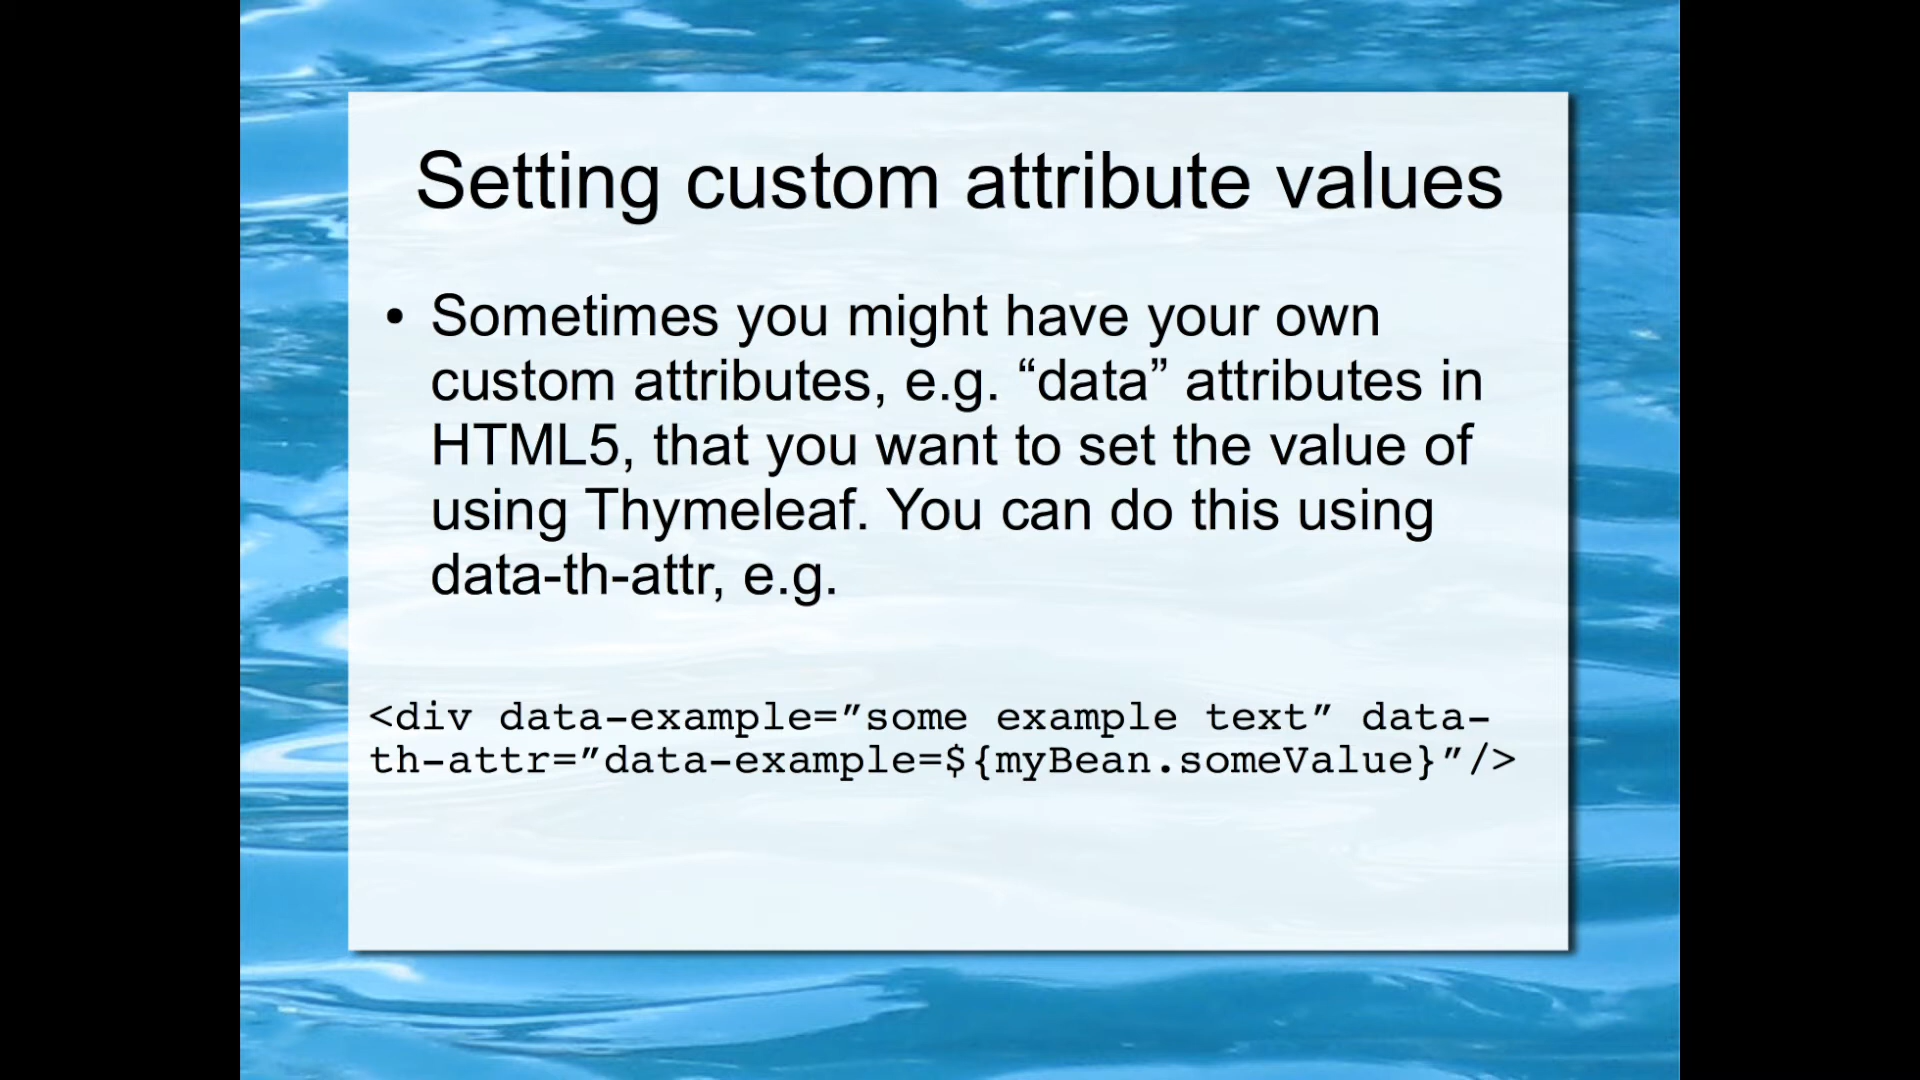 Setting custom attribute values
• Sometimes you might have your own
custom attributes, e.g. “data” attributes in
HTML5, that you want to set the value of
using Thymeleaf. You can do this using
data-th-attr, e.g.
<div data-example=”some example text” data-
th-attr=”data-example=${myBean.someValue}”/>